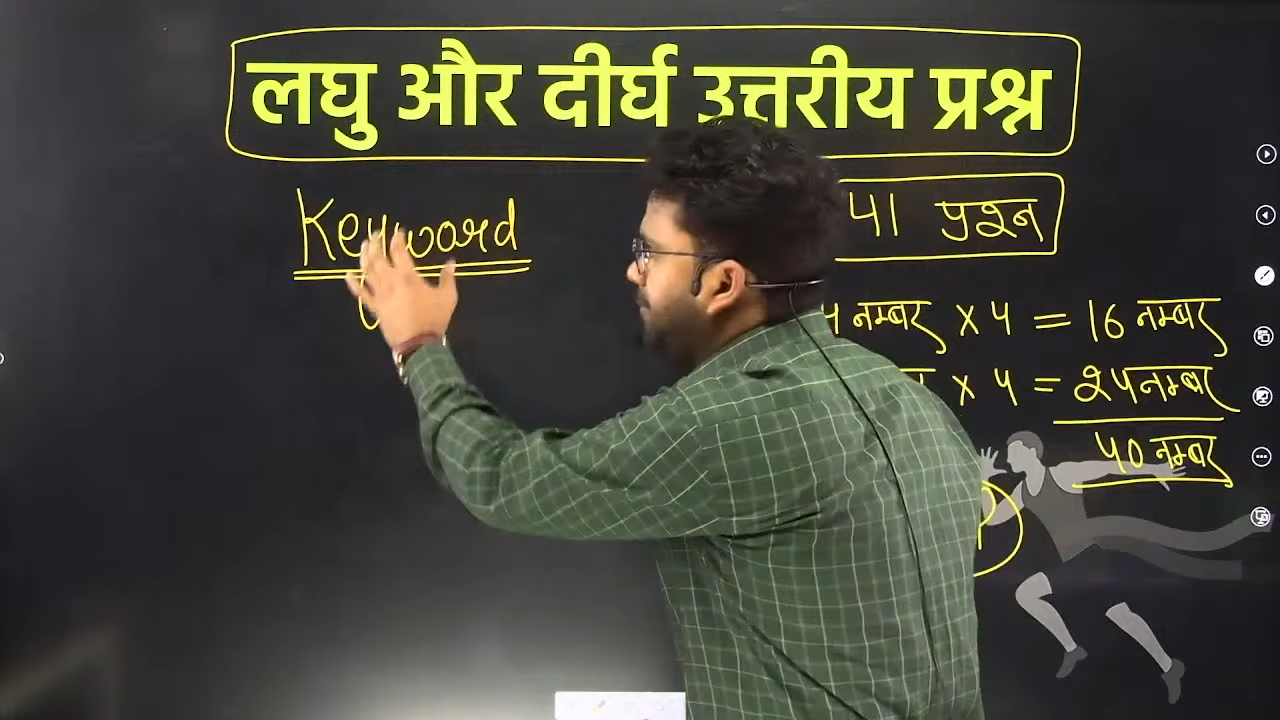 लघु और दीर्घ उत्तरीय प्रश्न
Keyword
41 प्रश्न
4 नम्बर x 4 = 16 नम्बर
x 4 = 24 नम्बर
40 नम्बर